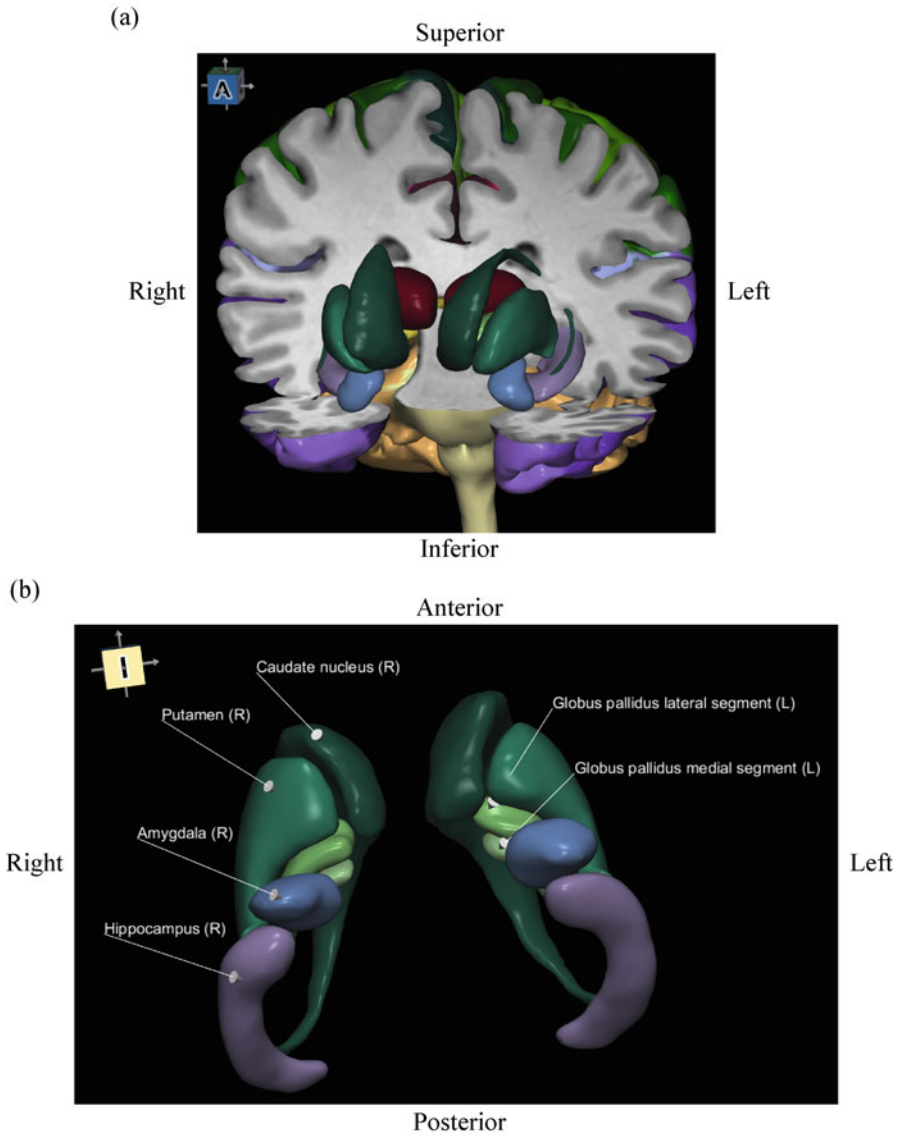 (a)
Superior
A
Right
Left
Inferior
(b)
Anterior
I
Caudate nucleus (R)
Putamen (R)
Globus pallidus lateral segment (L)
Globus pallidus medial segment (L)
Amygdala (R)
Right
Left
Hippocampus (R)
Posterior